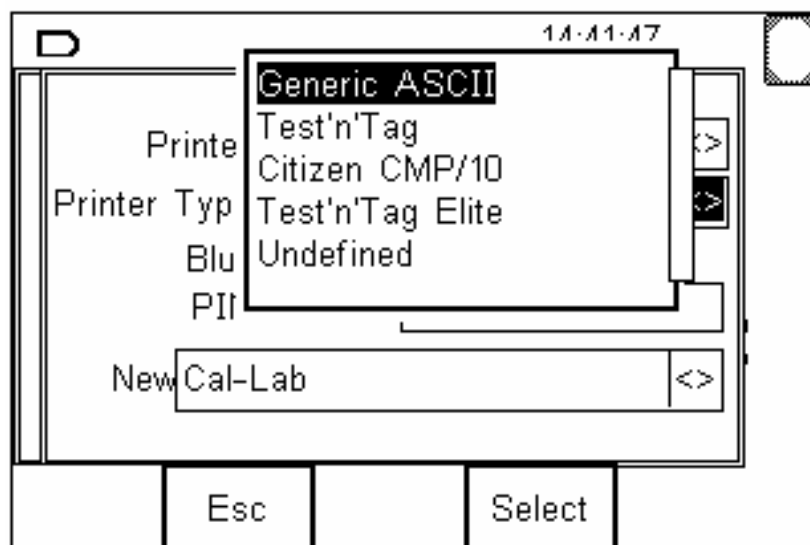 14:41:47
Generic ASCII
Test'n'Tag
Citizen CMP/10
Test'n'Tag Elite
Undefined
Printe
<>
Printer Typ
<>
Blu
New
Cal-Lab
<>
Esc
Select